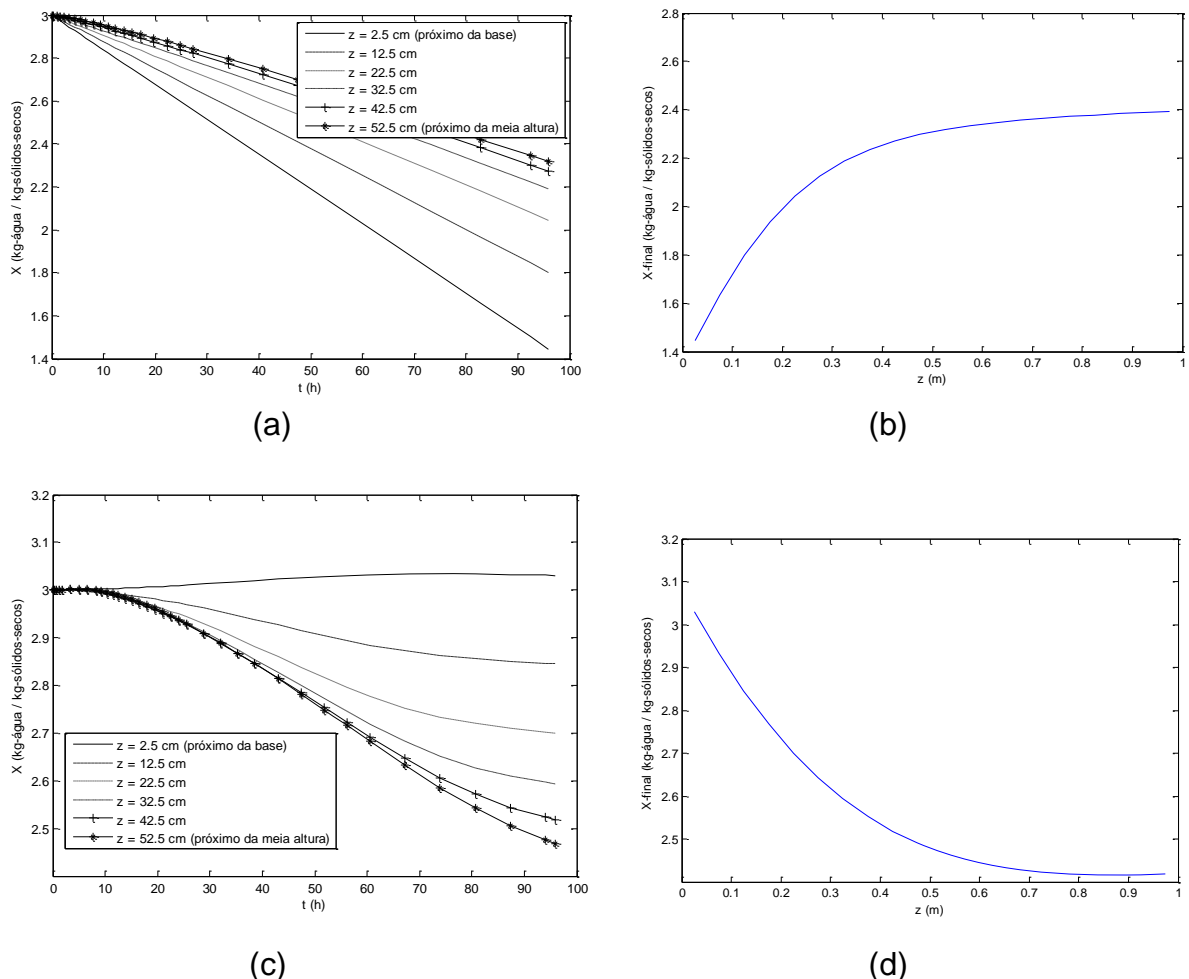 3
2.8
2.6
2.4
2.2
2
1.8
1.6
1.4
X (kg-água / kg-sólidos-secos)
z = 2.5 cm (próximo da base)
z = 12.5 cm
z = 22.5 cm
z = 32.5 cm
z = 42.5 cm
z = 52.5 cm (próximo da meia altura)
0 10 20 30 40 50 60 70 80 90 100
t (h)
(a)
2.8
2.6
2.4
2.2
2
1.8
1.6
1.4
X-final (kg-água / kg-sólidos-secos)
0 0.1 0.2 0.3 0.4 0.5 0.6 0.7 0.8 0.9 1
z (m)
(b)
3.2
3.1
3
2.9
2.8
2.7
2.6
2.5
X (kg-água / kg-sólidos-secos)
z = 2.5 cm (próximo da base)
z = 12.5 cm
z = 22.5 cm
z = 32.5 cm
z = 42.5 cm
z = 52.5 cm (próximo da meia altura)
0 10 20 30 40 50 60 70 80 90 100
t (h)
(c)
3.2
3.1
3
2.9
2.8
2.7
2.6
2.5
X-final (kg-água / kg-sólidos-secos)
0 0.1 0.2 0.3 0.4 0.5 0.6 0.7 0.8 0.9 1
z (m)
(d)